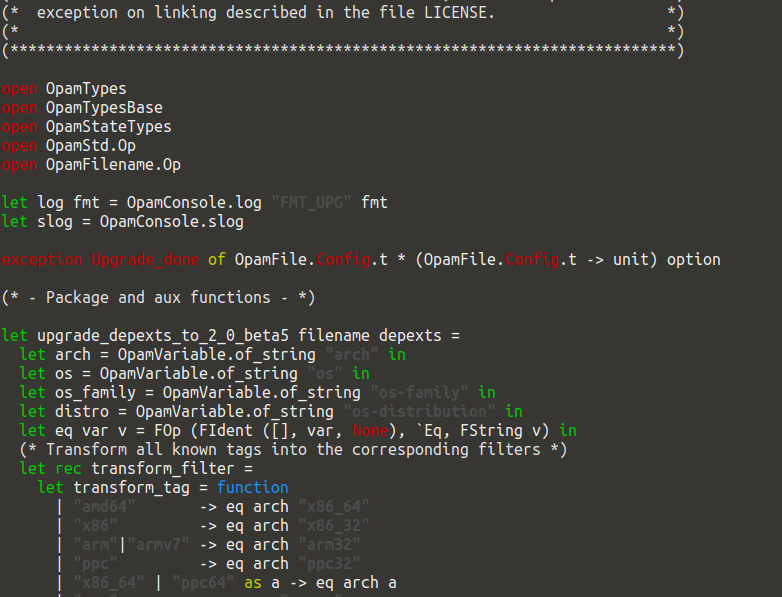 (*  exception on linking described in the file LICENSE.                   *)
(*                                                                        *)
(**************************************************************************)
open OpamTypes
open OpamTypesBase
open OpamStateTypes
open OpamStd.Op
open OpamFilename.Op
let log fmt = OpamConsole.log "FMT_UPG" fmt
let slog = OpamConsole.slog
exception Upgrade_done of OpamFile.Config.t * (OpamFile.Config.t -> unit) option
(* - Package and aux functions - *)
let upgrade_depexts_to_2_0_beta5 filename depexts =
  let arch = OpamVariable.of_string "arch" in
  let os = OpamVariable.of_string "os" in
  let os_family = OpamVariable.of_string "os-family" in
  let distro = OpamVariable.of_string "os-distribution" in
  let eq var v = FOp (FIdent ([], var, None), `Eq, FString v) in
  (* Transform all known tags into the corresponding filters *)
  let rec transform_filter =
    let transform_tag = function
      | "amd64"       -> eq arch "x86_64"
      | "x86"         -> eq arch "x86_32"
      | "arm"|"armv7" -> eq arch "arm32"
      | "ppc"         -> eq arch "ppc32"
      | "x86_64" | "ppc64" as a -> eq arch a